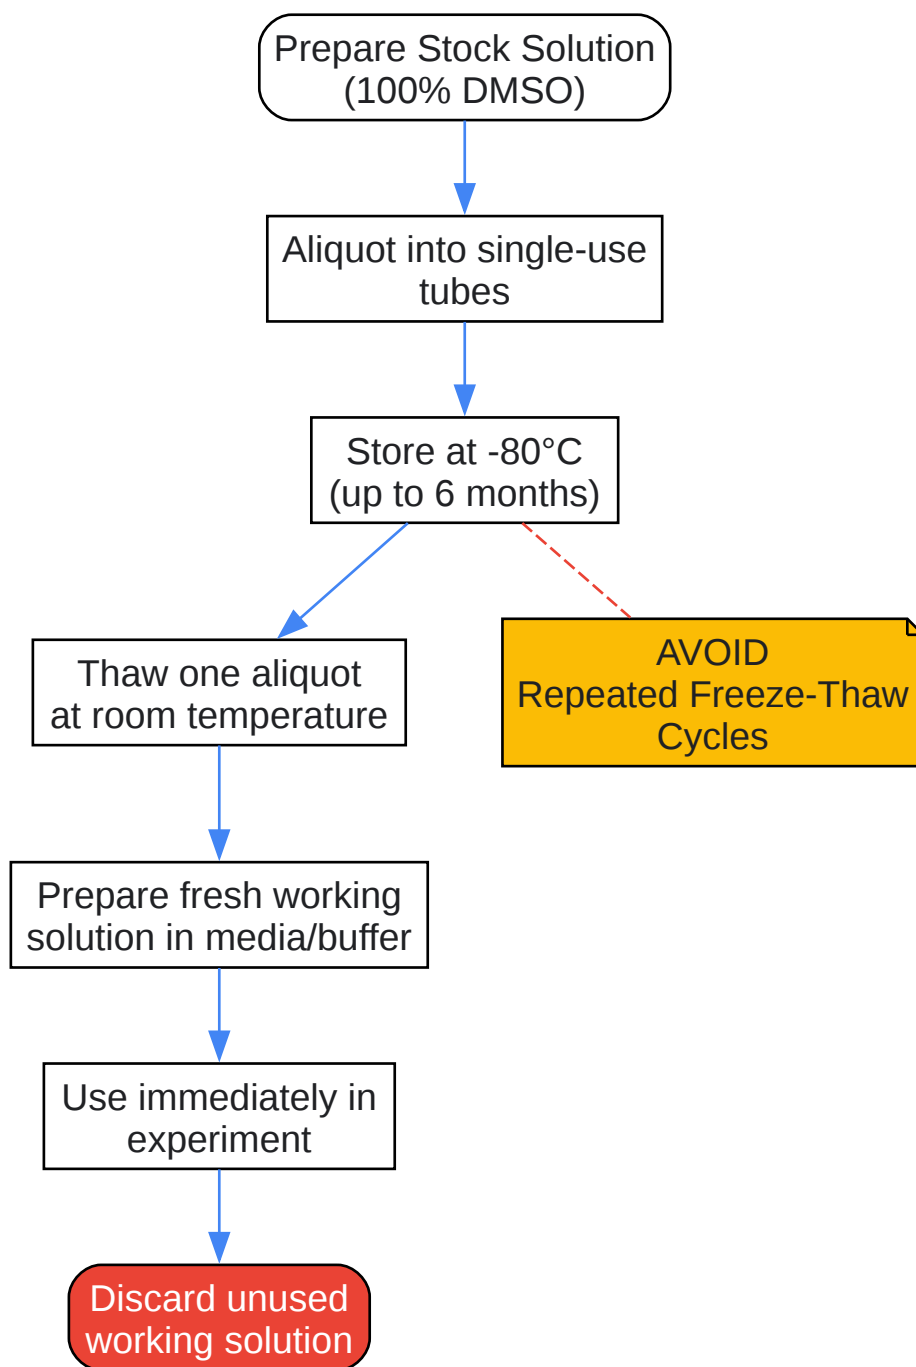 Prepare Stock Solution
(100% DMSO)
Aliquot into single-use
tubes
Store at -80°C
(up to 6 months)
Thaw one aliquot
at room temperature
AVOID
Repeated Freeze-Thaw
Cycles
Prepare fresh working
solution in media/buffer
Use immediately in
experiment
Discard unused
working solution